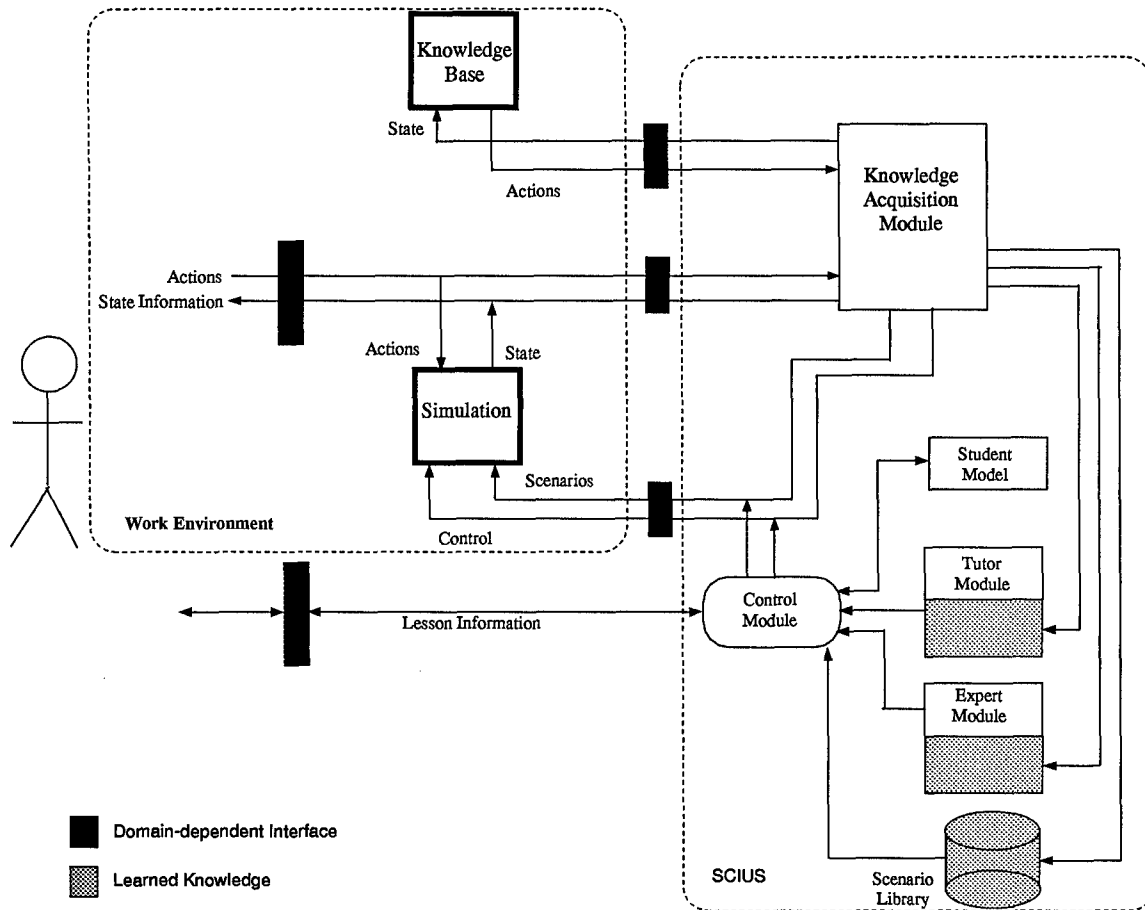 Knowledge
Base
State
Actions
Knowledge
Acquisition
Module
Actions
State Information
Actions
State
Simulation
Scenarios
Control
Work Environment
Student
Model
Tutor
Module
Control
Module
Lesson Information
Expert
Module
Domain-dependent Interface
Learned Knowledge
SCIUS
Scenario
Library